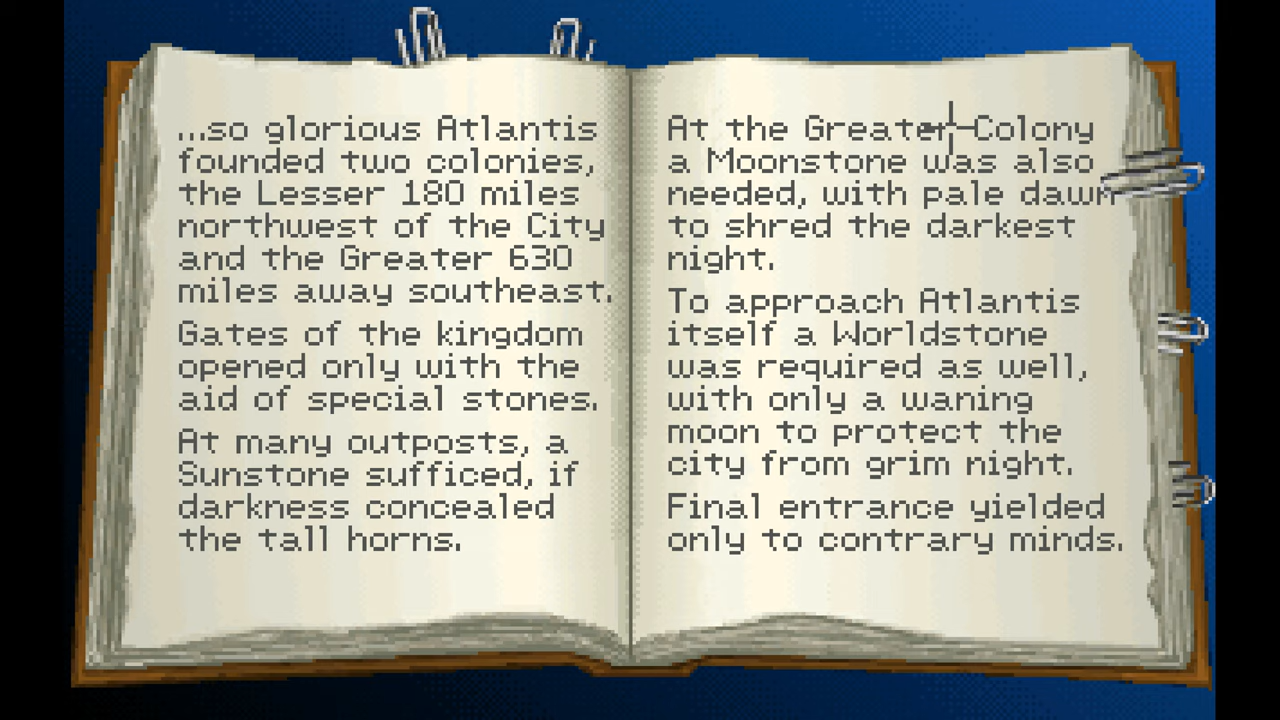 ...so glorious Atlantis
founded two colonies,
the Lesser 180 miles
northwest of the City
and the Greater 630
miles away southeast.
Gates of the kingdom
opened only with the
aid of special stones.
At many outposts, a
Sunstone sufficed, if
darkness concealed
the tall horns.
At the Greater Colony
a Moonstone was also
needed, with pale dawn
to shred the darkest
night.
To approach Atlantis
itself a Worldstone
was required as well,
with only a waning
moon to protect the
city from grim night.
Final entrance yielded
only to contrary minds.